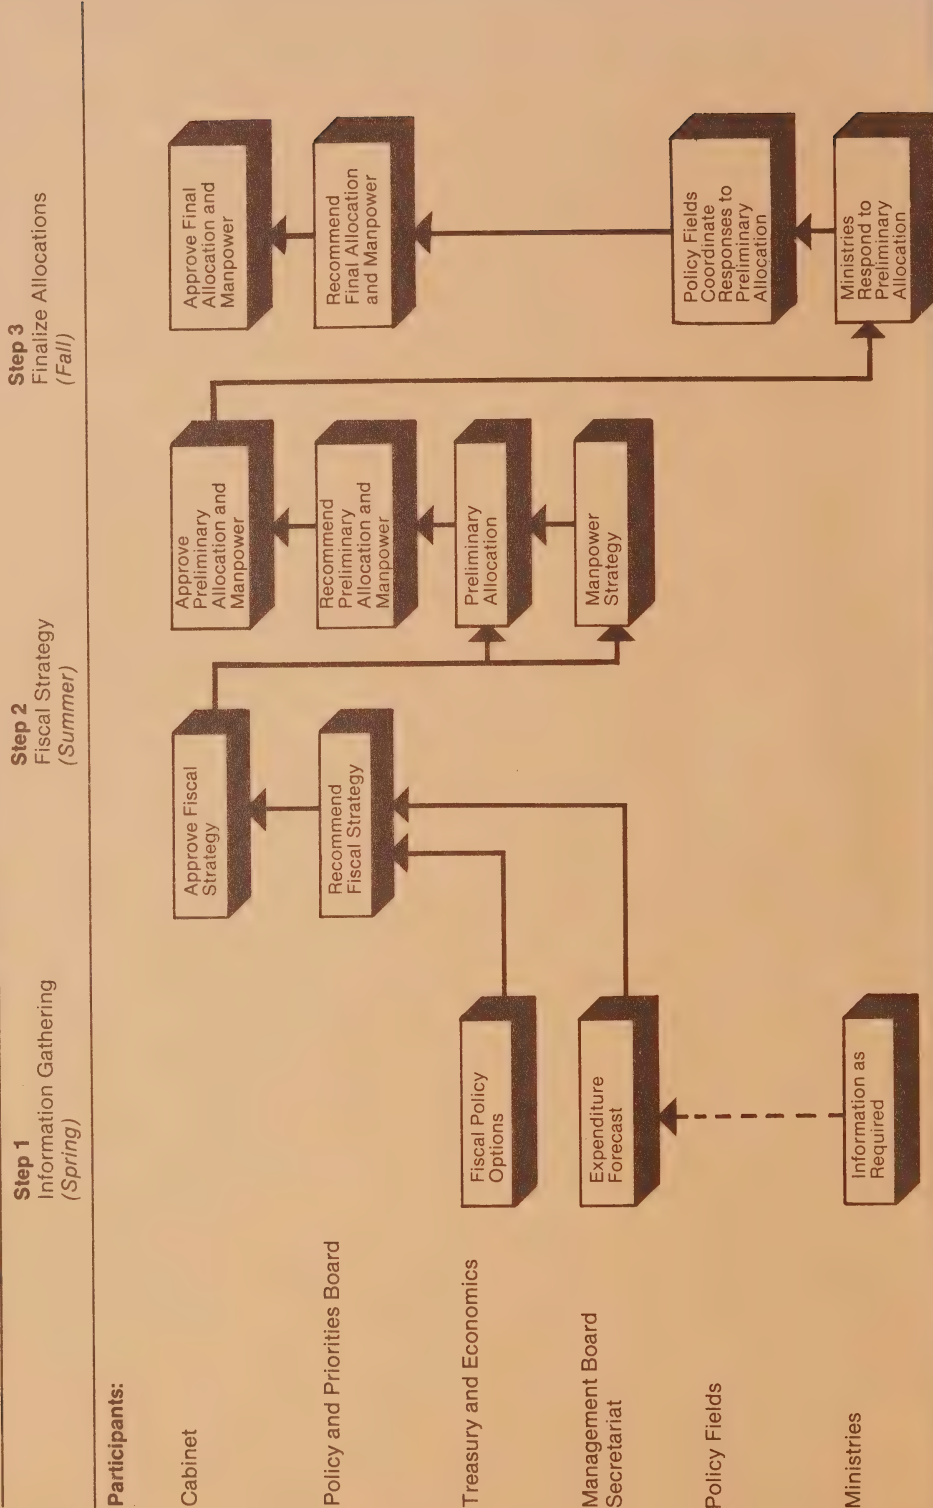 Step 1
Information Gathering
(Spring)
Step 2
Fiscal Strategy
(Summer)
Step 3
Finalize Allocations
(Fall)
Participants:
Cabinet
Approve Fiscal
Strategy
Approve
Preliminary
Allocation and
Manpower
Approve Final
Allocation and
Manpower
Policy and Priorities Board
Recommend
Fiscal Strategy
Recommend
Preliminary
Allocation and
Manpower
Recommend
Final Allocation
and Manpower
Treasury and Economics
Fiscal Policy
Options
Preliminary
Allocation
Management Board
Secretariat
Expenditure
Forecast
Manpower
Strategy
Policy Fields
Policy Fields
Coordinate
Responses to
Preliminary
Allocation
Ministries
Information as
Required
Ministries
Respond to
Preliminary
Allocation